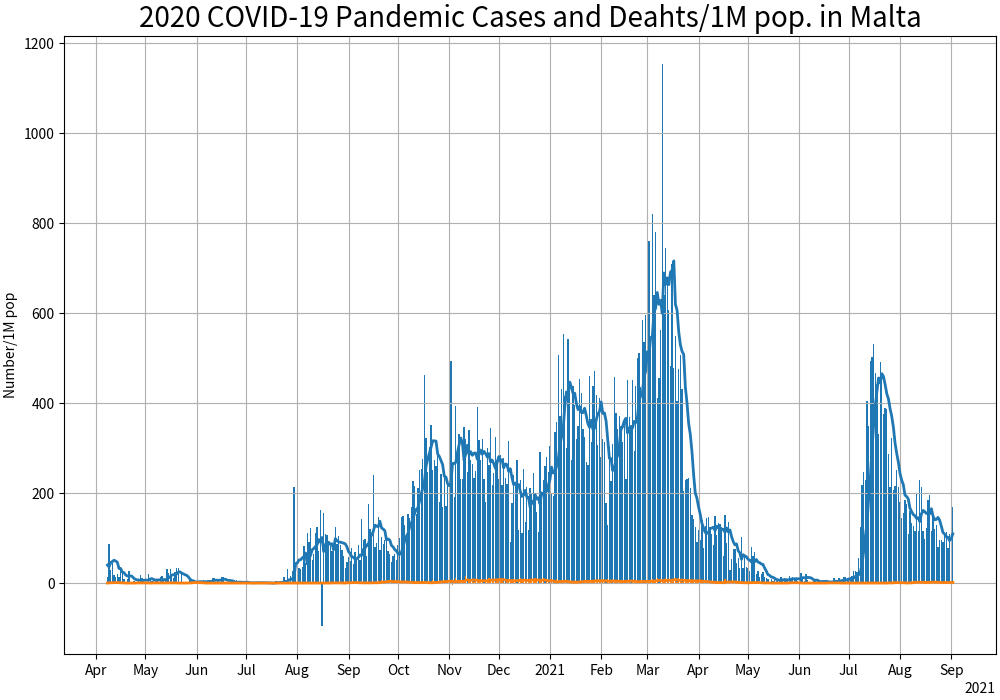 2020 COVID-19 Pandemic Cases and Deahts/1M pop. in Malta
Number/1M pop
1200
1000
800
600
400
200
0
Apr May Jun Jul Aug Sep Oct Nov Dec 2021 Feb Mar Apr May Jun Jul Aug Sep
2021